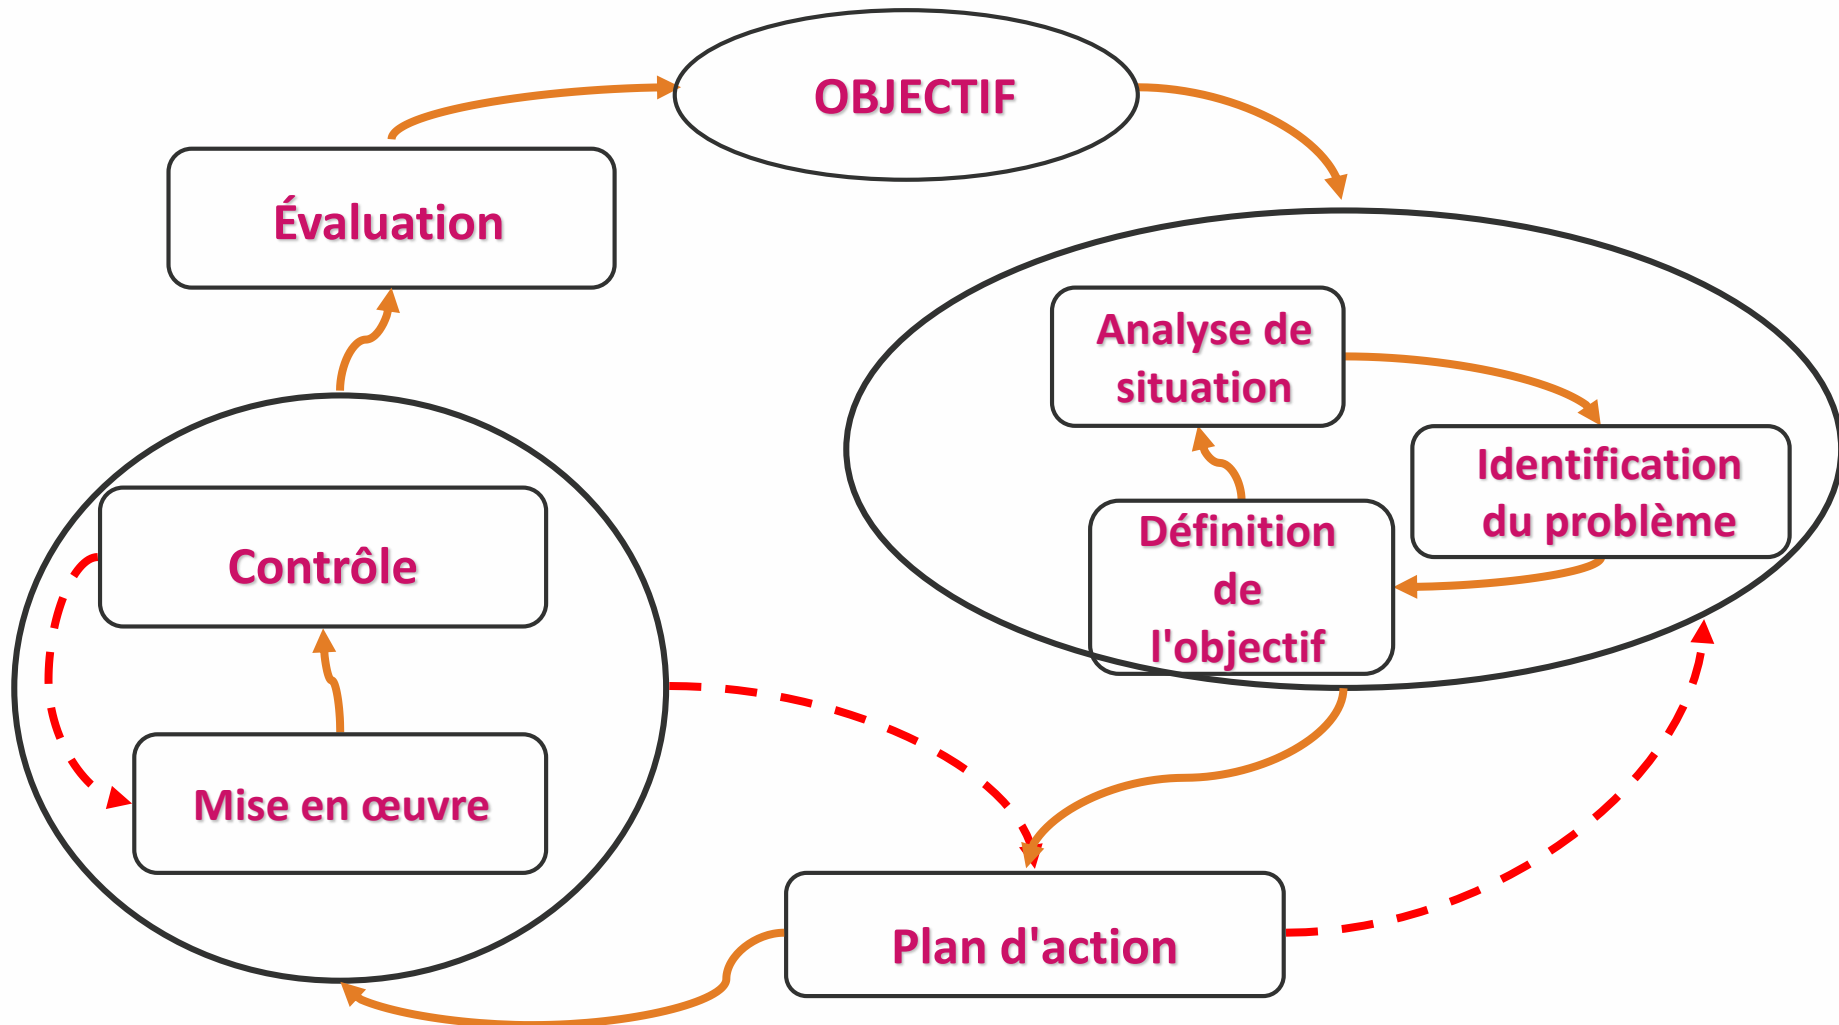 OBJECTIF
Évaluation
Analyse de
situation
Identification
du problème
Définition
de
l'objectif
Contrôle
Mise en œuvre
Plan d'action